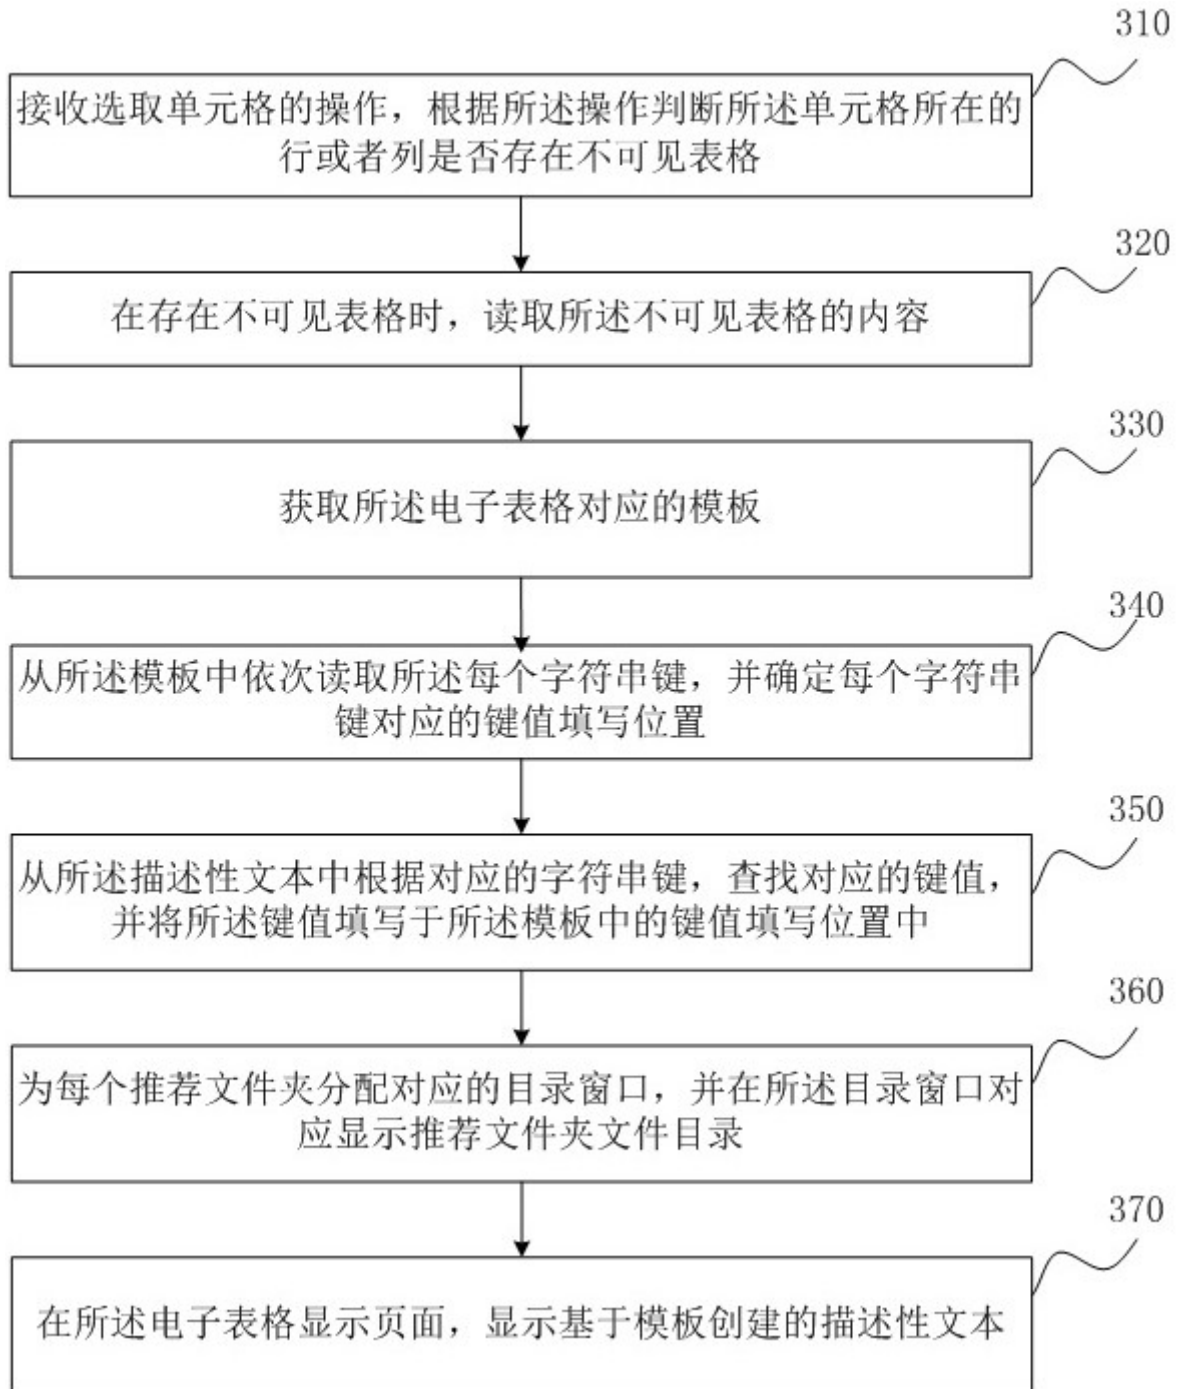 310
接收选取单元格的操作，根据所述操作判断所述单元格所在的
行或者列是否存在不可见表格
320
在存在不可见表格时，读取所述不可见表格的内容
330
获取所述电子表格对应的模板
340
从所述模板中依次读取所述每个字符串键，并确定每个字符串
键对应的键值填写位置
350
从所述描述性文本中根据对应的字符串键，查找对应的键值，
并将所述键值填写于所述模板中的键值填写位置中
360
为每个推荐文件夹分配对应的目录窗口，并在所述目录窗口对
应显示推荐文件夹文件目录
370
在所述电子表格显示页面，显示基于模板创建的描述性文本